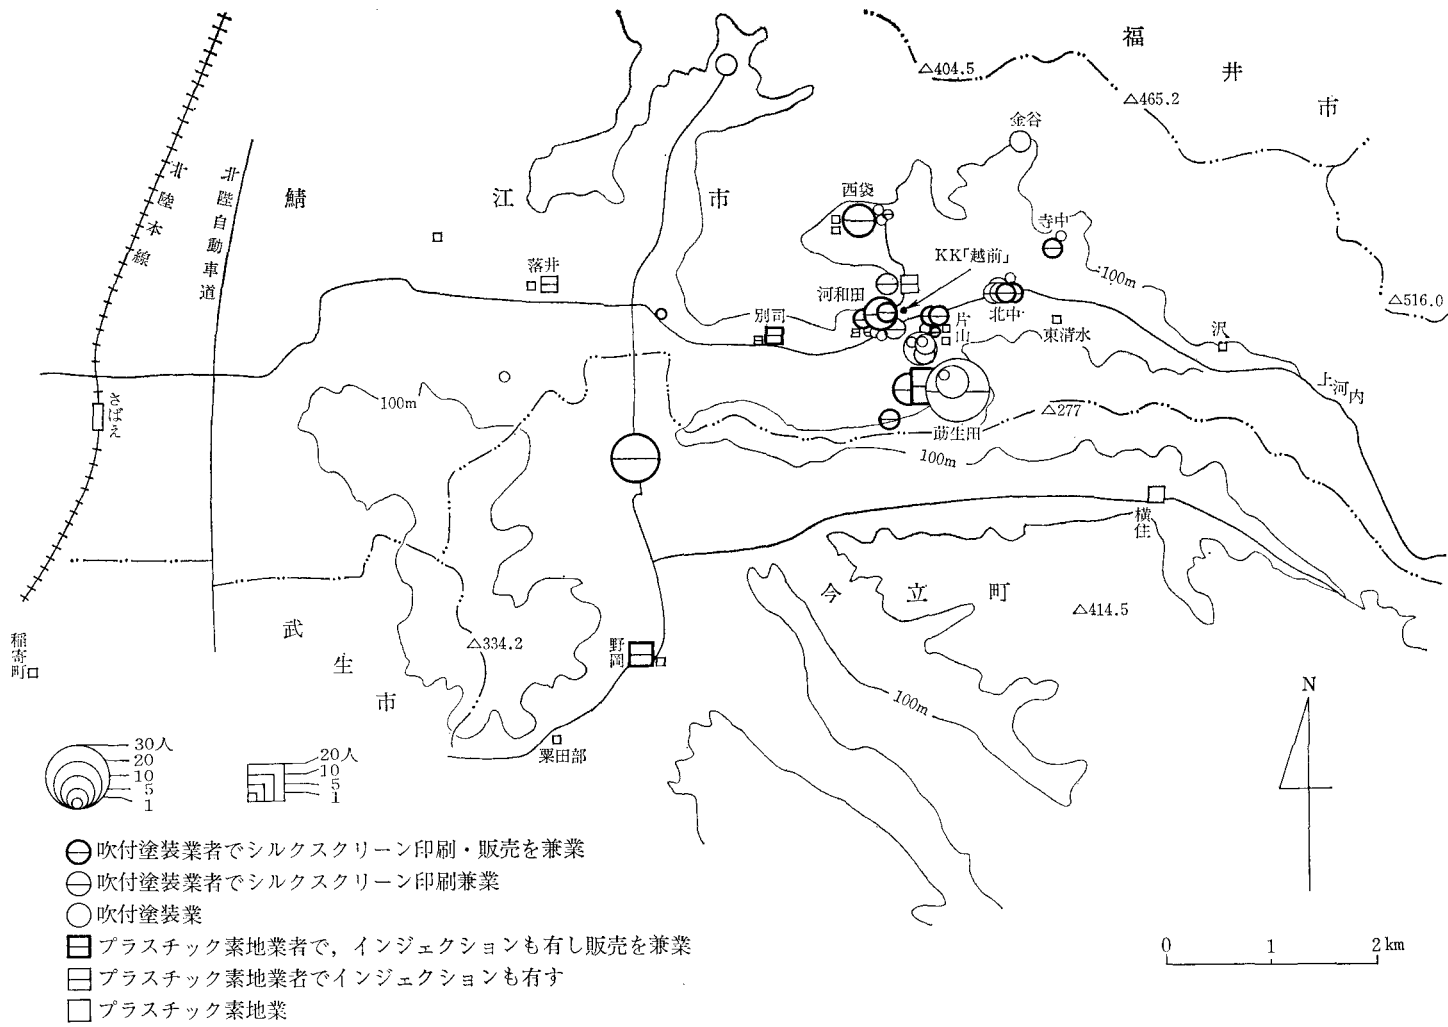 福井市
△404.5
△465.2
金谷
鯖江市
北陸本線
北陸自動車道
西袋
寺中
KK「越前」
100m
落井
河和田
北中
△516.0
別司
片山
東清水
沢
上河内
さばえ
100m
△277
莇生田
100m
横住
今立町
△414.5
武生市
△334.2
野岡
稲寄町
100m
N
粟田部
30人
20
10
5
1
20人
10
5
1
吹付塗装業者でシルクスクリーン印刷・販売を兼業
吹付塗装業者でシルクスクリーン印刷兼業
吹付塗装業
プラスチック素地業者で，インジェクションも有し販売を兼業
プラスチック素地業者でインジェクションも有す
プラスチック素地業
0 1 2km